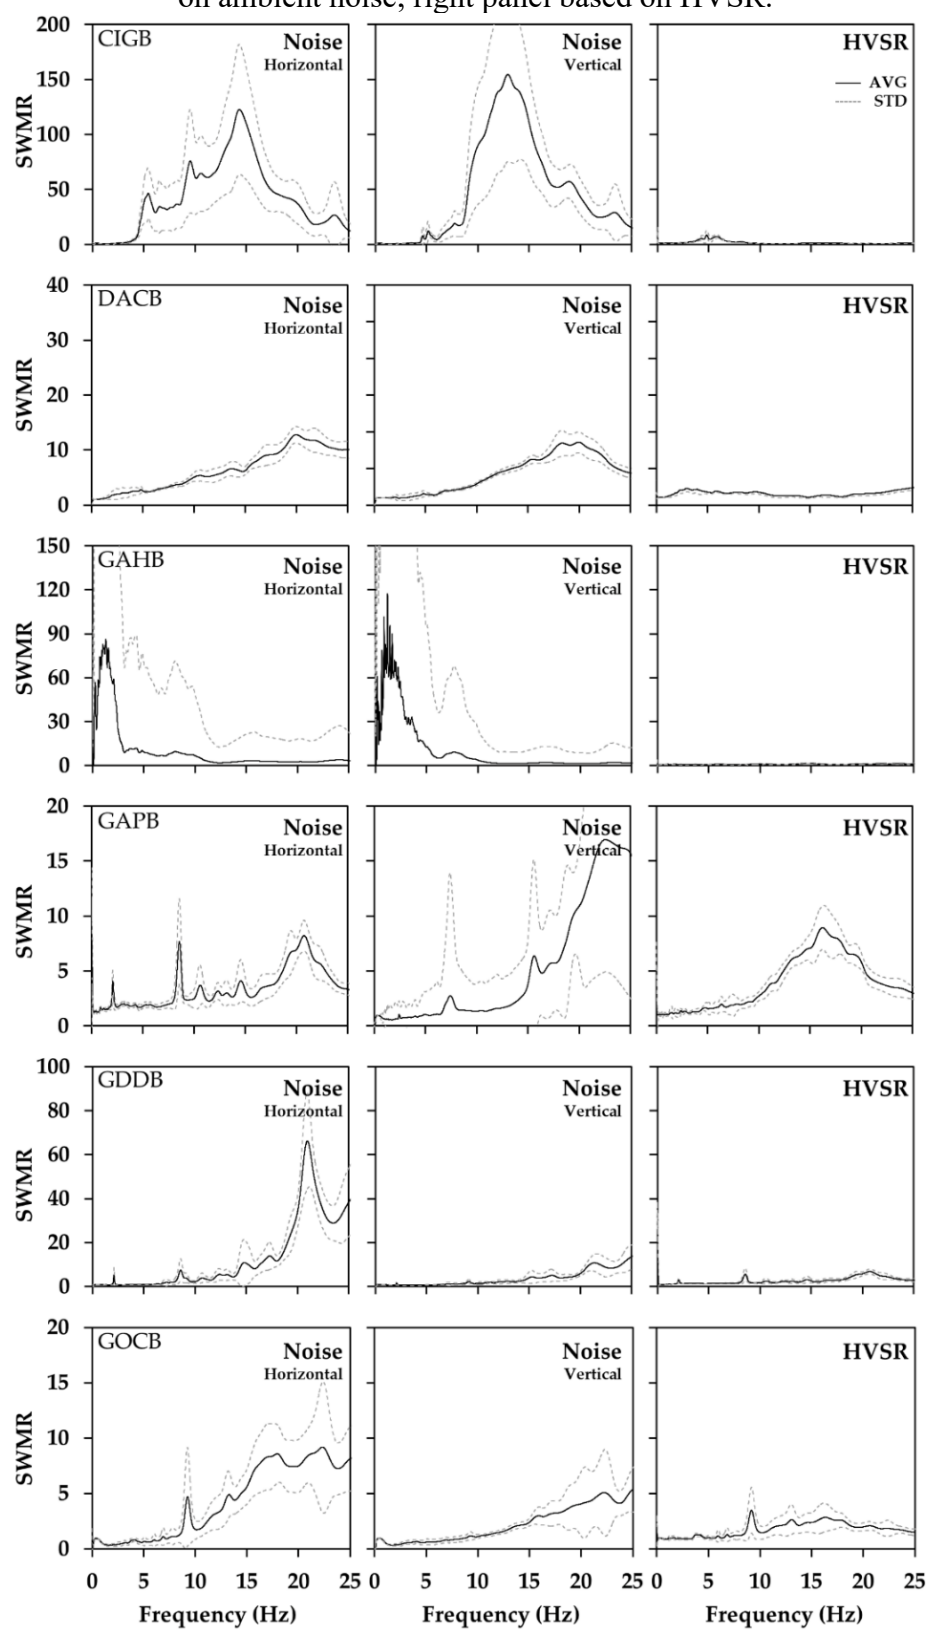 on ambient noise, right panel based on HVSR.
200 CIGB Noise Noise HVSR
Horizontal Vertical
150 AVG
STD
SWMR
100
50
0
40 DACB Noise Noise HVSR
Horizontal Vertical
30
SWMR
20
10
0
150 GAHB Noise Noise HVSR
Horizontal Vertical
120
90
SWMR
60
30
0
20 GAPB Noise Noise HVSR
Horizontal Vertical
15
SWMR
10
5
0
100 GDDB Noise Noise HVSR
Horizontal Vertical
80
60
SWMR
40
20
0
20 GOCB Noise Noise HVSR
Horizontal Vertical
15
SWMR
10
5
0
0 5 10 15 20 25 0 5 10 15 20 25 0 5 10 15 20 25
Frequency (Hz) Frequency (Hz) Frequency (Hz)